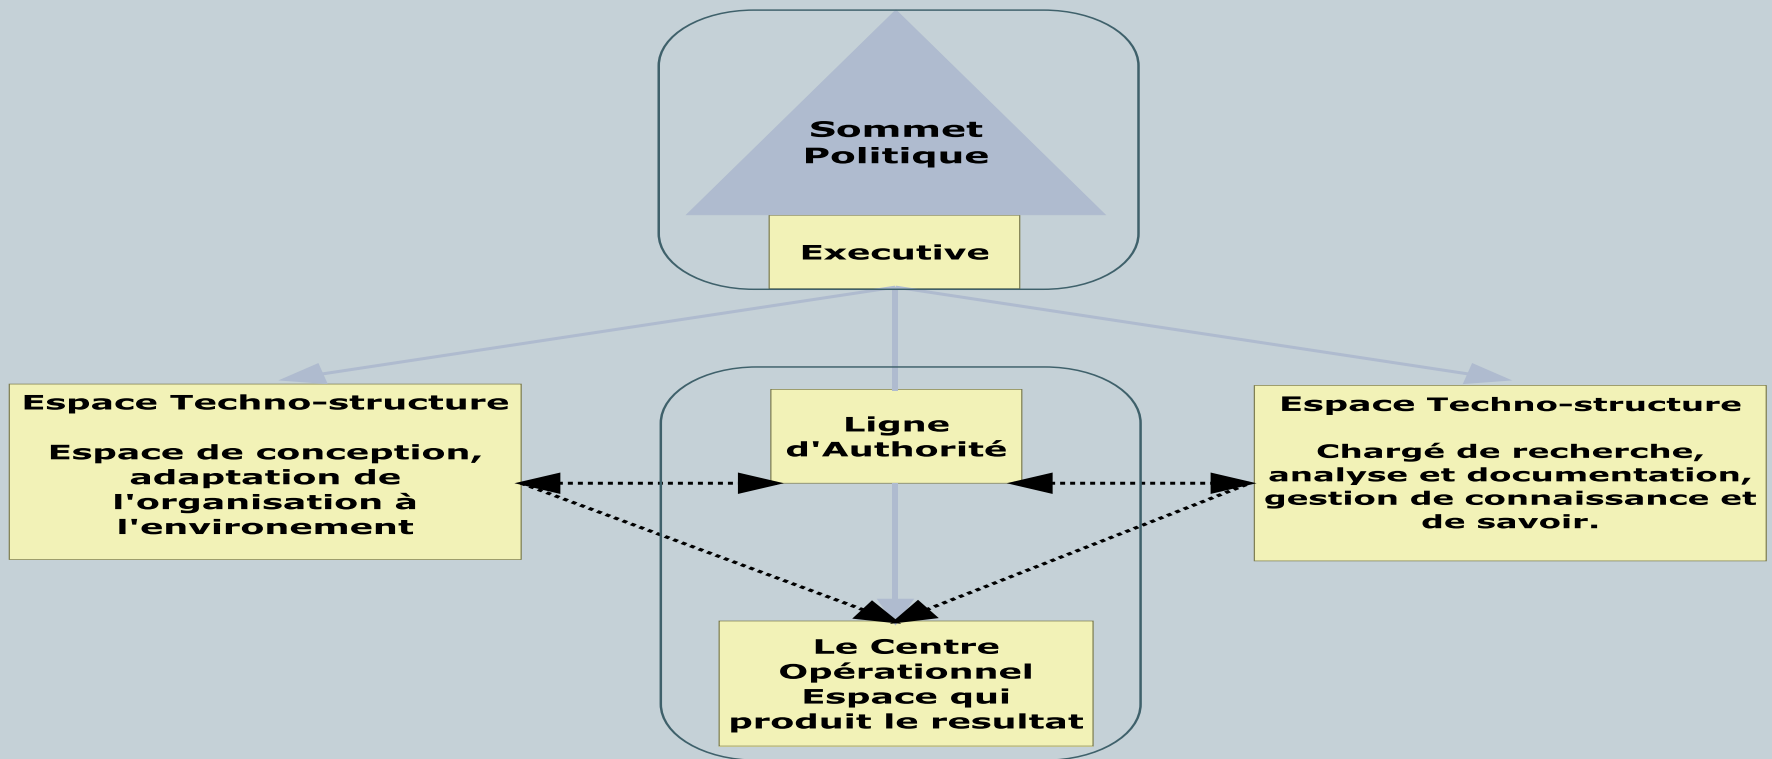 Sommet
Politique
Executive
Espace Techno-structure
Espace de conception,
adaptation de
l'organisation à
l'environement
Ligne
d'Authorité
Espace Techno-structure
Chargé de recherche,
analyse et documentation,
gestion de connaissance et
de savoir.
Le Centre
Opérationnel
Espace qui
produit le resultat